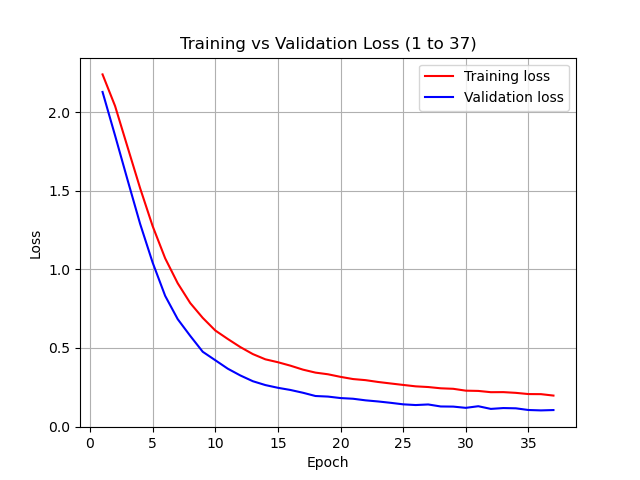 Training vs Validation Loss (1 to 37)
Training loss
Validation loss
Loss
2.0
1.5
1.0
0.5
0.0
0 5 10 15 20 25 30 35
Epoch